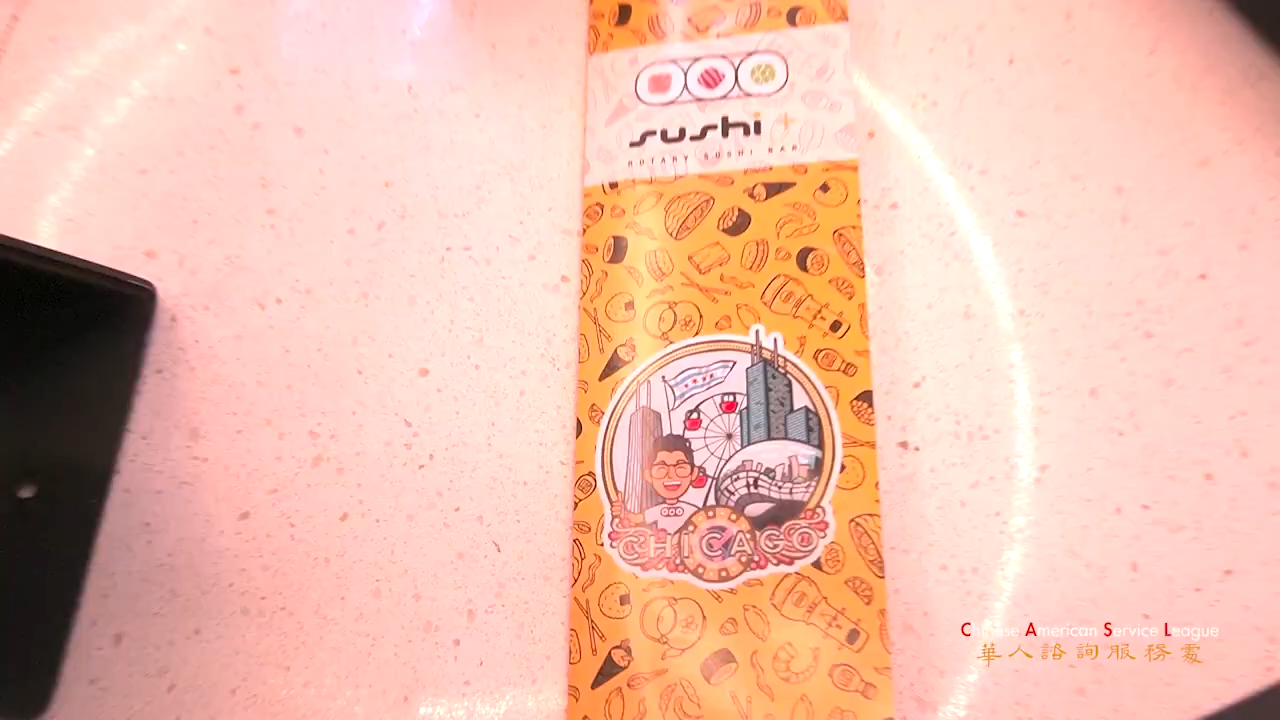 sushi+
ROTARY SUSHI BAR
CHICAGO
Chinese American Service League
華人諮詢服務處